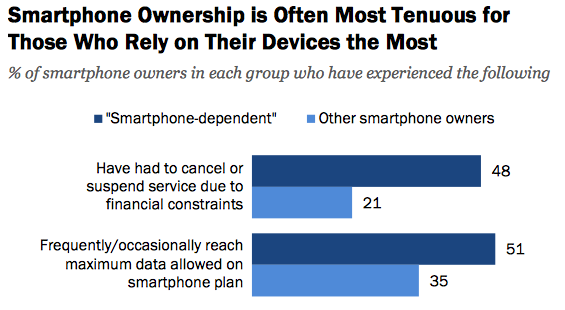 Smartphone Ownership is Often Most Tenuous for
Those Who Rely on Their Devices the Most
% of smartphone owners in each group who have experienced the following
"Smartphone-dependent" Other smartphone owners
Have had to cancel or
suspend service due to
financial constraints
48
21
Frequently/occasionally reach
maximum data allowed on
smartphone plan
51
35